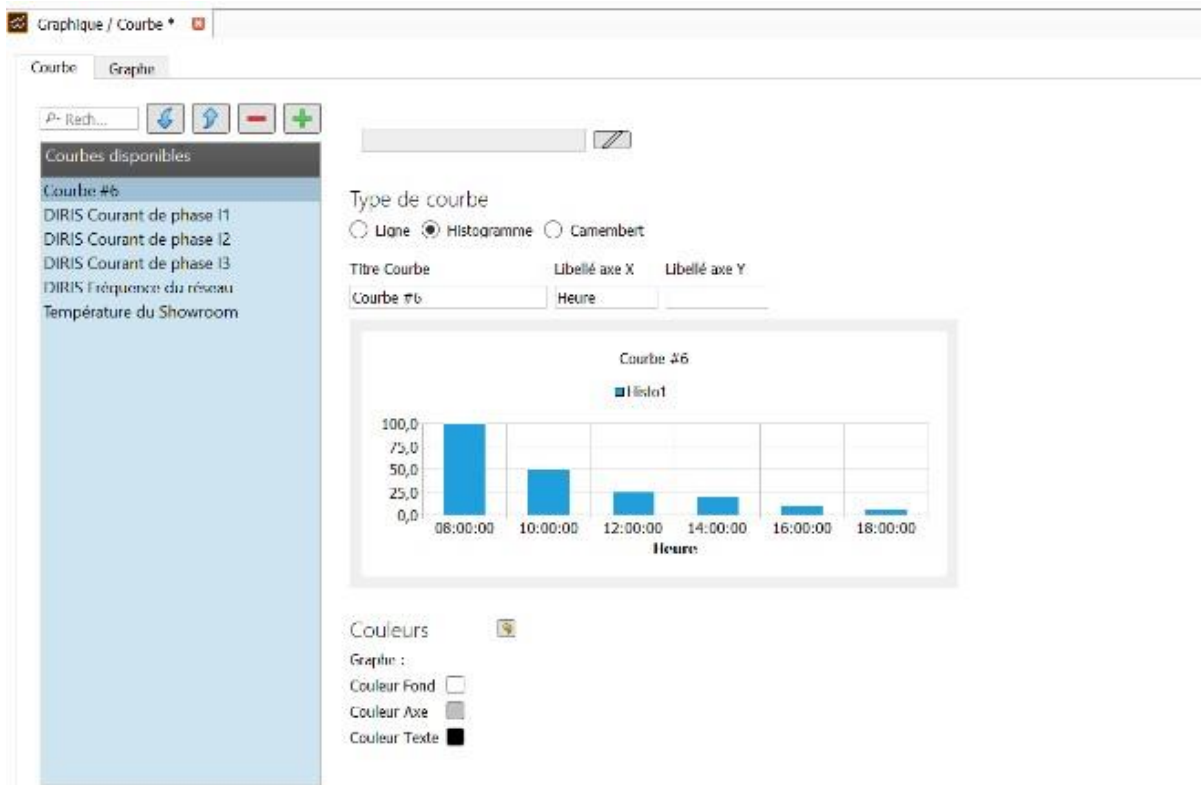 Graphique / Courbe *
Courbe Graphe
Rech...
Courbes disponibles
Courbe #6
DIRIS Courant de phase I1
DIRIS Courant de phase I2
DIRIS Courant de phase I3
DIRIS Fréquence du réseau
Température du Showroom
Type de courbe
Ligne Histogramme Camembert
Titre Courbe Libellé axe X Libellé axe Y
Courbe #6 Heure
Courbe #6
Histo1
100,0
75,0
50,0
25,0
0,0
08:00:00 10:00:00 12:00:00 14:00:00 16:00:00 18:00:00
Heure
Couleurs
Graphe :
Couleur Fond
Couleur Axe
Couleur Texte